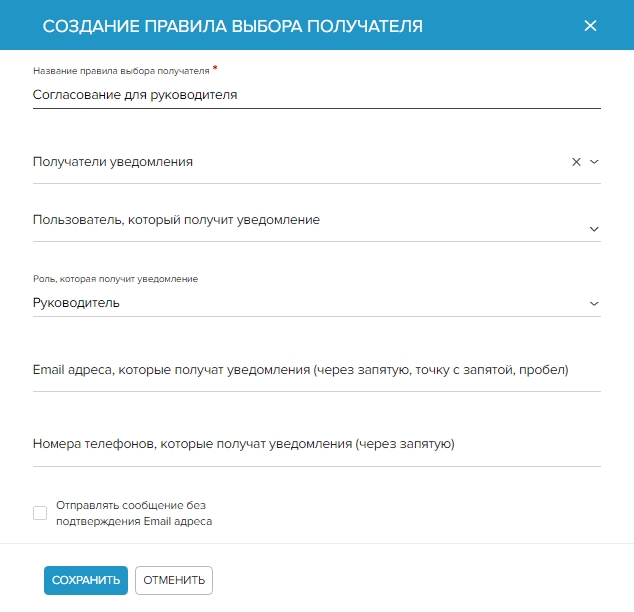 СОЗДАНИЕ ПРАВИЛА ВЫБОРА ПОЛУЧАТЕЛЯ
Название правила выбора получателя *
Согласование для руководителя
Получатели уведомления
Пользователь, который получит уведомление
Роль, которая получит уведомление
Руководитель
Email адреса, которые получат уведомления (через запятую, точку с запятой, пробел)
Номера телефонов, которые получат уведомления (через запятую)
Отправлять сообщение без
подтверждения Email адреса
СОХРАНИТЬ ОТМЕНИТЬ